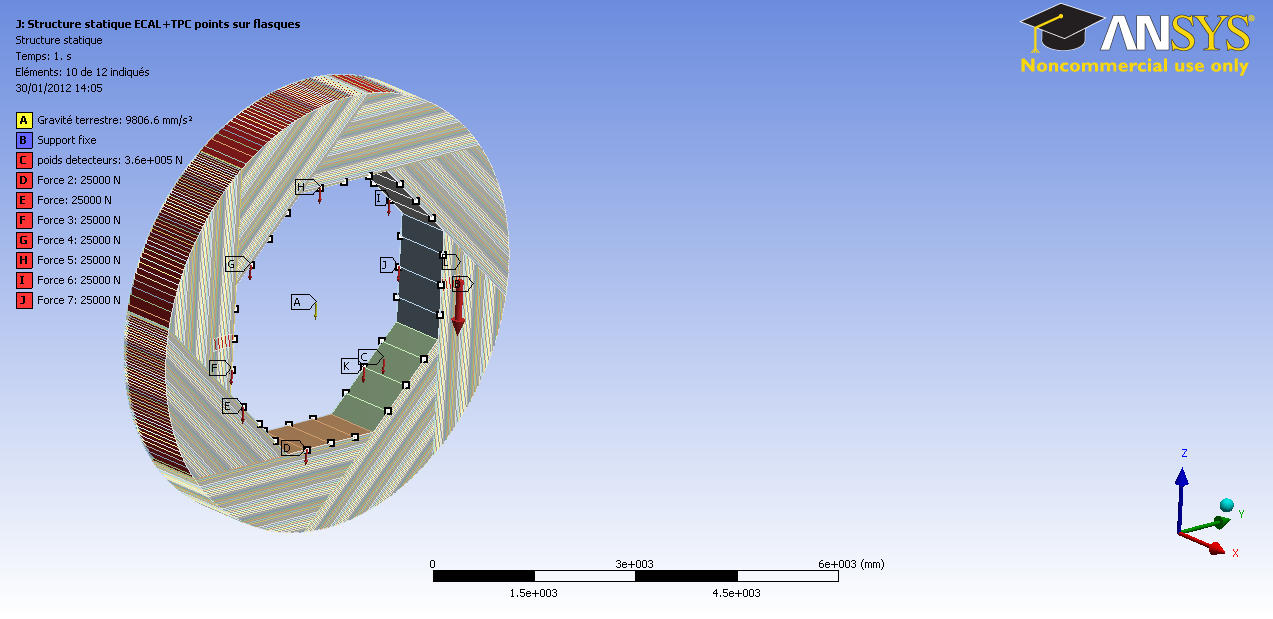 J: Structure statique ECAL+TPC points sur flasques
Structure statique
Temps: 1. s
Eléments: 10 de 12 indiqués
30/01/2012 14:05
A Gravité terrestre: 9806.6 mm/s²
B Support fixe
C poids detecteurs: 3.6e+005 N
D Force 2: 25000 N
E Force: 25000 N
F Force 3: 25000 N
G Force 4: 25000 N
H Force 5: 25000 N
I Force 6: 25000 N
J Force 7: 25000 N
ANSYS
Noncommercial use only
H
I
G
J
A
C
K
F
E
D
Z
Y
X
0 3e+003 6e+003 (mm)
1.5e+003 4.5e+003